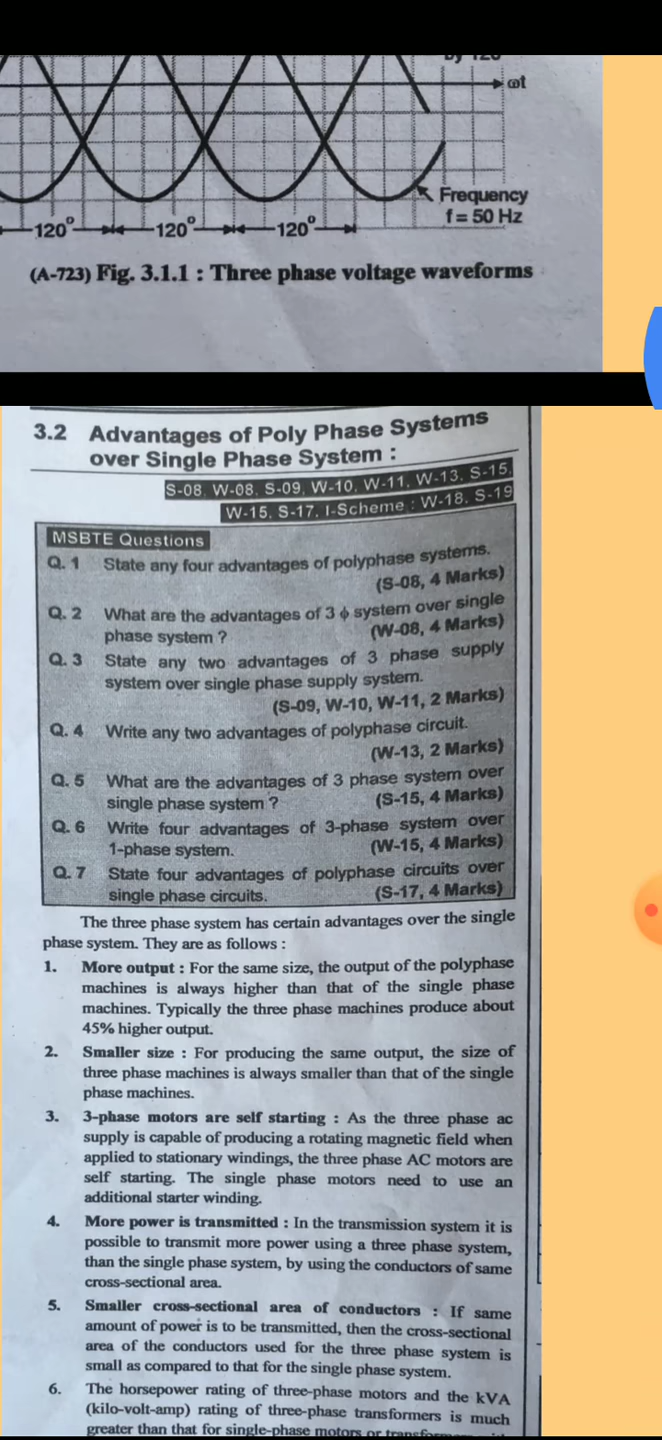 ωt
Frequency
f = 50 Hz
120° 120° 120°
(A-723) Fig. 3.1.1 : Three phase voltage waveforms
3.2 Advantages of Poly Phase Systems
over Single Phase System :
S-08, W-08, S-09, W-10, W-11, W-13, S-15,
W-15, S-17, I-Scheme : W-18, S-19
MSBTE Questions
Q. 1 State any four advantages of polyphase systems.
(S-08, 4 Marks)
Q. 2 What are the advantages of 3 ϕ system over single
phase system ? (W-08, 4 Marks)
Q. 3 State any two advantages of 3 phase supply
system over single phase supply system.
(S-09, W-10, W-11, 2 Marks)
Q. 4 Write any two advantages of polyphase circuit.
(W-13, 2 Marks)
Q. 5 What are the advantages of 3 phase system over
single phase system ? (S-15, 4 Marks)
Q. 6 Write four advantages of 3-phase system over
1-phase system. (W-15, 4 Marks)
Q. 7 State four advantages of polyphase circuits over
single phase circuits. (S-17, 4 Marks)
The three phase system has certain advantages over the single
phase system. They are as follows :
1. More output : For the same size, the output of the polyphase
machines is always higher than that of the single phase
machines. Typically the three phase machines produce about
45% higher output.
2. Smaller size : For producing the same output, the size of
three phase machines is always smaller than that of the single
phase machines.
3. 3-phase motors are self starting : As the three phase ac
supply is capable of producing a rotating magnetic field when
applied to stationary windings, the three phase AC motors are
self starting. The single phase motors need to use an
additional starter winding.
4. More power is transmitted : In the transmission system it is
possible to transmit more power using a three phase system,
than the single phase system, by using the conductors of same
cross-sectional area.
5. Smaller cross-sectional area of conductors : If same
amount of power is to be transmitted, then the cross-sectional
area of the conductors used for the three phase system is
small as compared to that for the single phase system.
6. The horsepower rating of three-phase motors and the kVA
(kilo-volt-amp) rating of three-phase transformers is much
greater than that for single-phase motors or